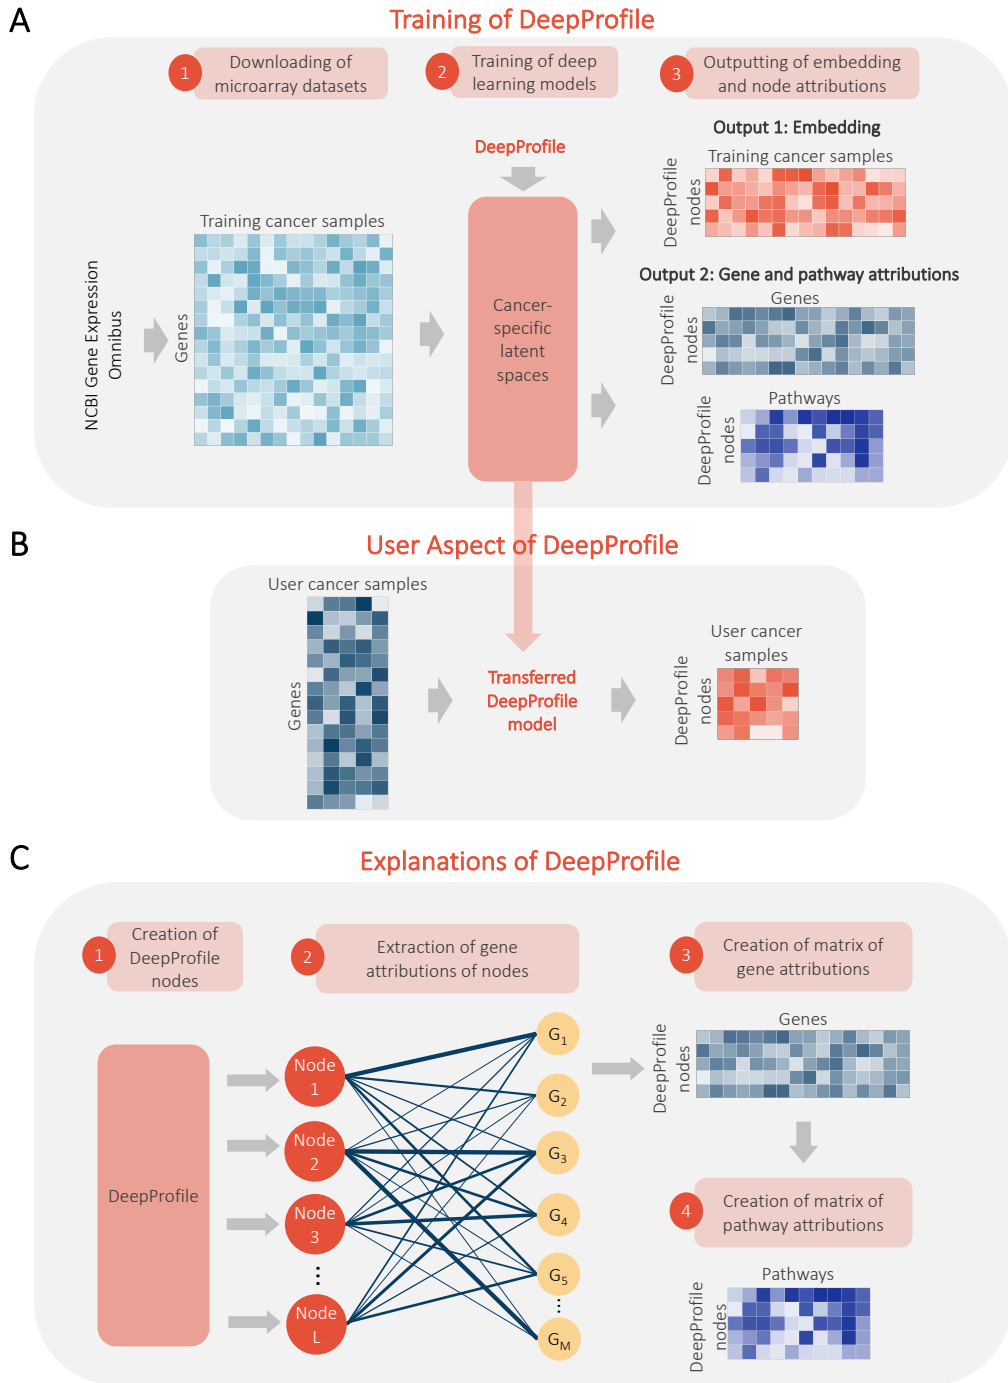 A
Training of DeepProfile
1
Downloading of
microarray datasets
2
Training of deep
learning models
3
Outputting of embedding
and node attributions
NCBI Gene Expression
Omnibus
Training cancer samples
Genes
DeepProfile
Cancer-
specific
latent
spaces
Output 1: Embedding
Training cancer samples
DeepProfile
nodes
Output 2: Gene and pathway attributions
Genes
DeepProfile
nodes
Pathways
DeepProfile
nodes
B
User Aspect of DeepProfile
User cancer samples
Genes
Transferred
DeepProfile
model
User cancer
samples
DeepProfile
nodes
C
Explanations of DeepProfile
1
Creation of
DeepProfile
nodes
2
Extraction of gene
attributions of nodes
3
Creation of matrix of
gene attributions
DeepProfile
Node
1
Node
2
Node
3
⋮
Node
L
G1
G2
G3
G4
G5
⋮
GM
Genes
DeepProfile
nodes
4
Creation of matrix of
pathway attributions
Pathways
DeepProfile
nodes